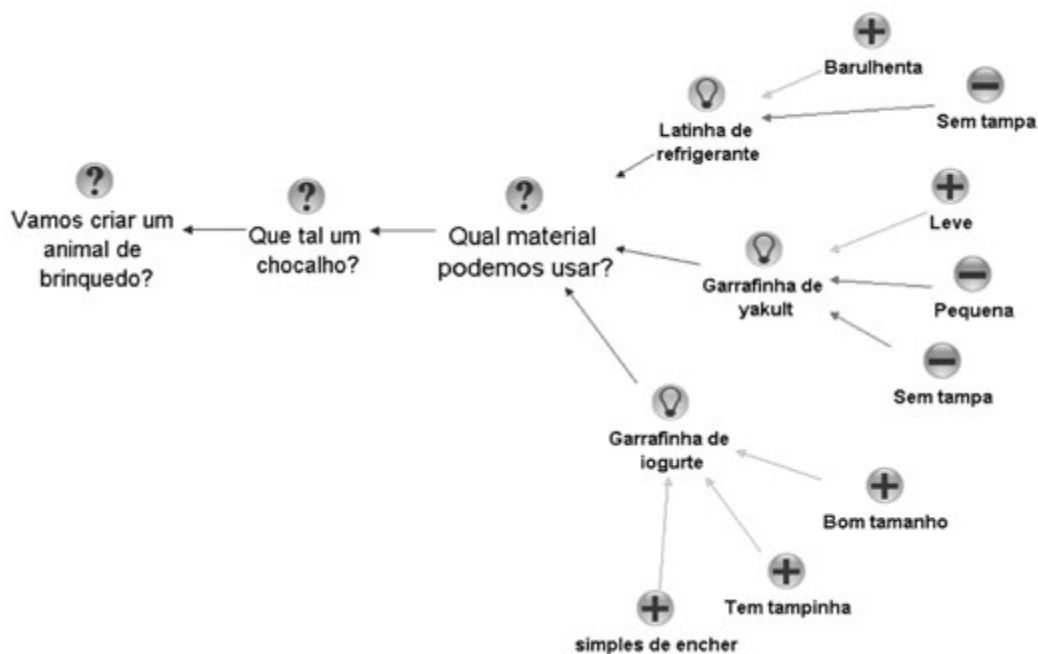 Barulhenta
Sem tampa
Latinha de
refrigerante
Vamos criar um
animal de
brinquedo?
Que tal um
chocalho?
Qual material
podemos usar?
Leve
Garrafinha de
yakult
Pequena
Sem tampa
Garrafinha de
iogurte
Bom tamanho
Tem tampinha
simples de encher